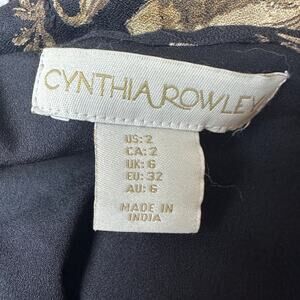 CYNTHIA ROWLEY
US: 2
CA: 2
UK: 6
EU: 32
AU: 6
MADE IN
INDIA